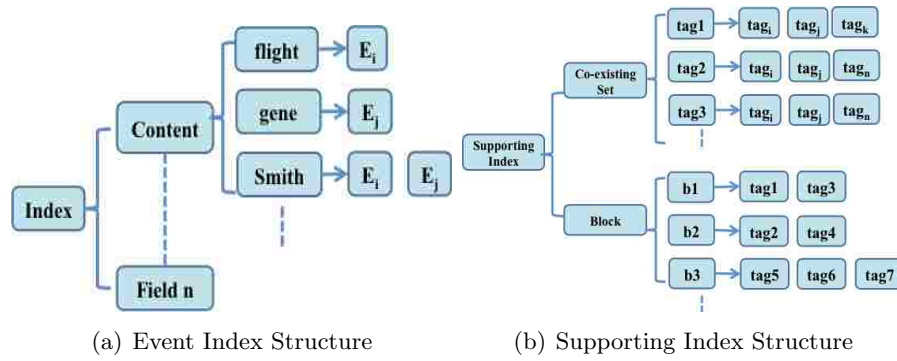 Index
Content
Field n
flight
E_i
gene
E_j
Smith
E_i E_j
(a) Event Index Structure
Supporting
Index
Co-existing
Set
tag1 tag_i tag_j tag_k
tag2 tag_i tag_j tag_n
tag3 tag_i tag_j tag_n
Block
b1 tag1 tag3
b2 tag2 tag4
b3 tag5 tag6 tag7
(b) Supporting Index Structure